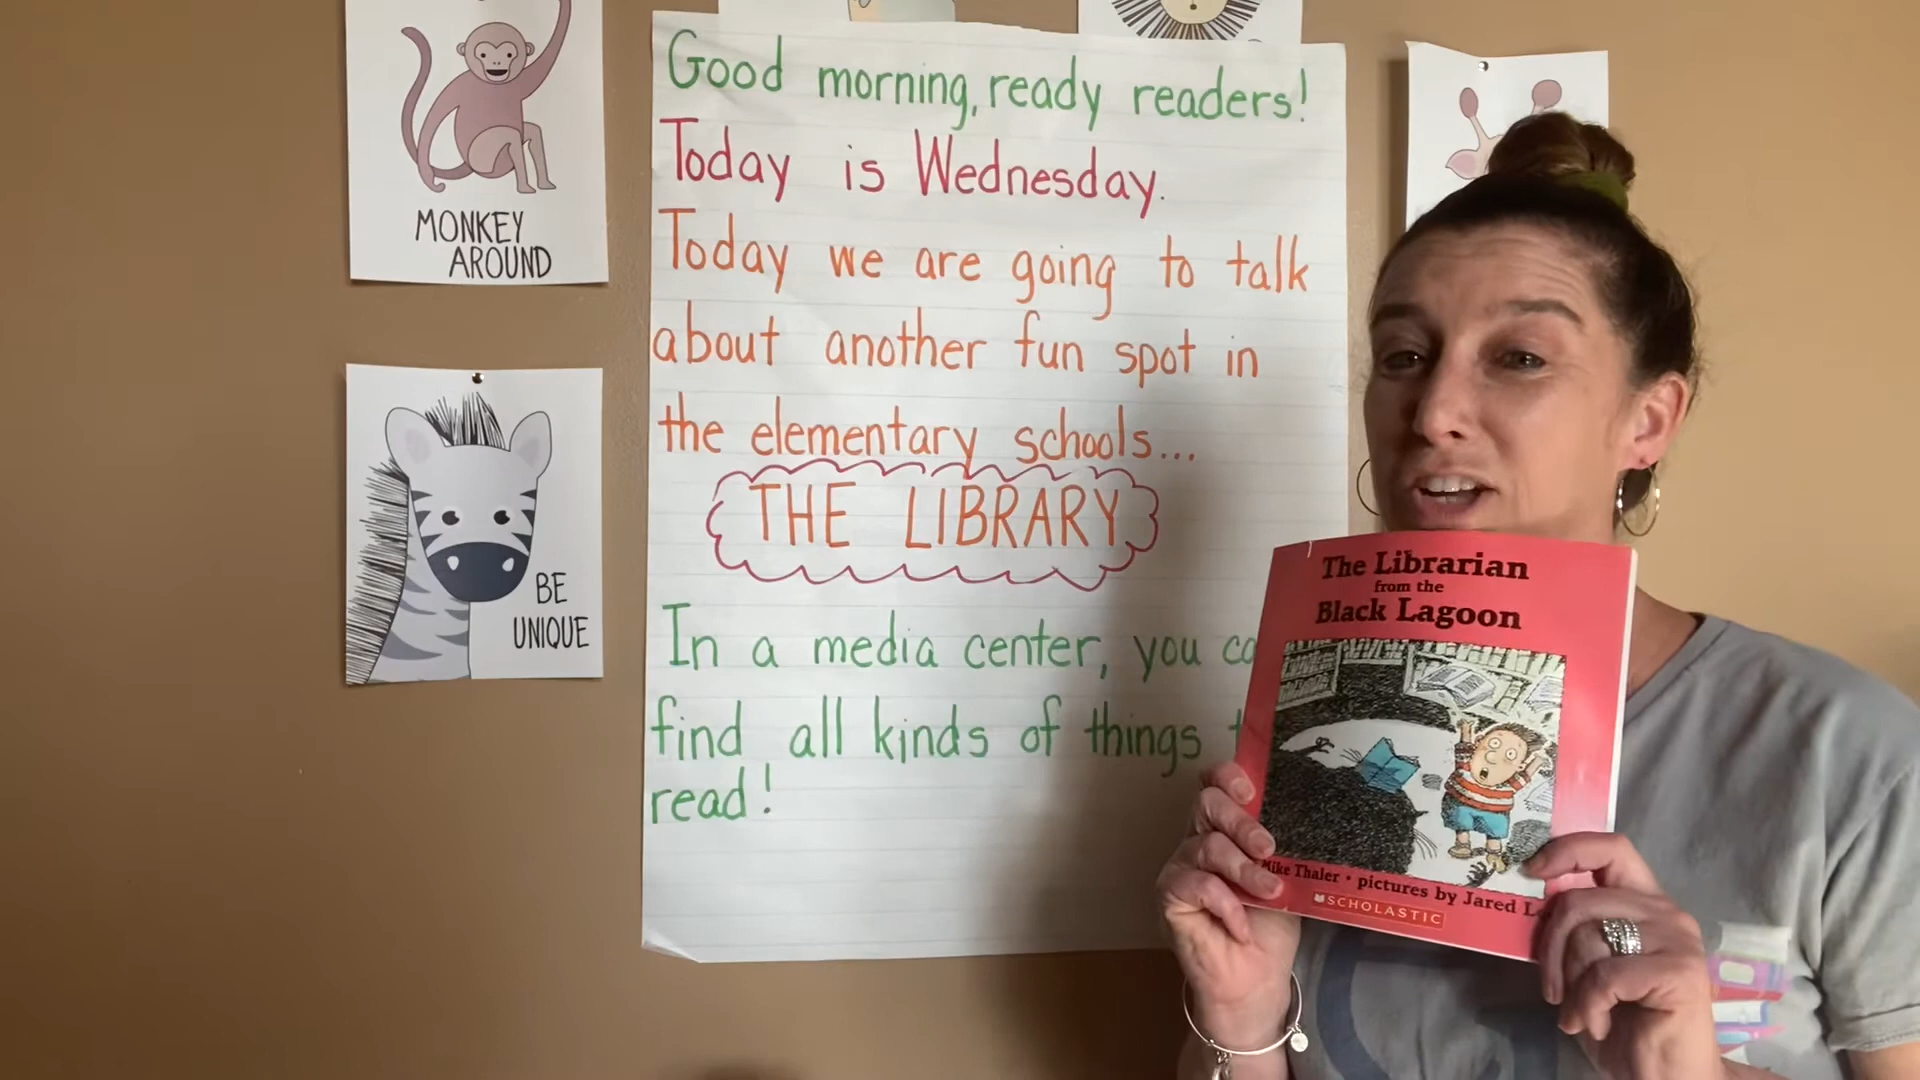 MONKEY
AROUND
BE
UNIQUE
Good morning, ready readers!
Today is Wednesday.
Today we are going to talk
about another fun spot in
the elementary schools...
THE LIBRARY
In a media center, you
find all kinds of things
read!
The Librarian
from the
Black Lagoon
Mike Thaler • pictures by Jared
SCHOLASTIC